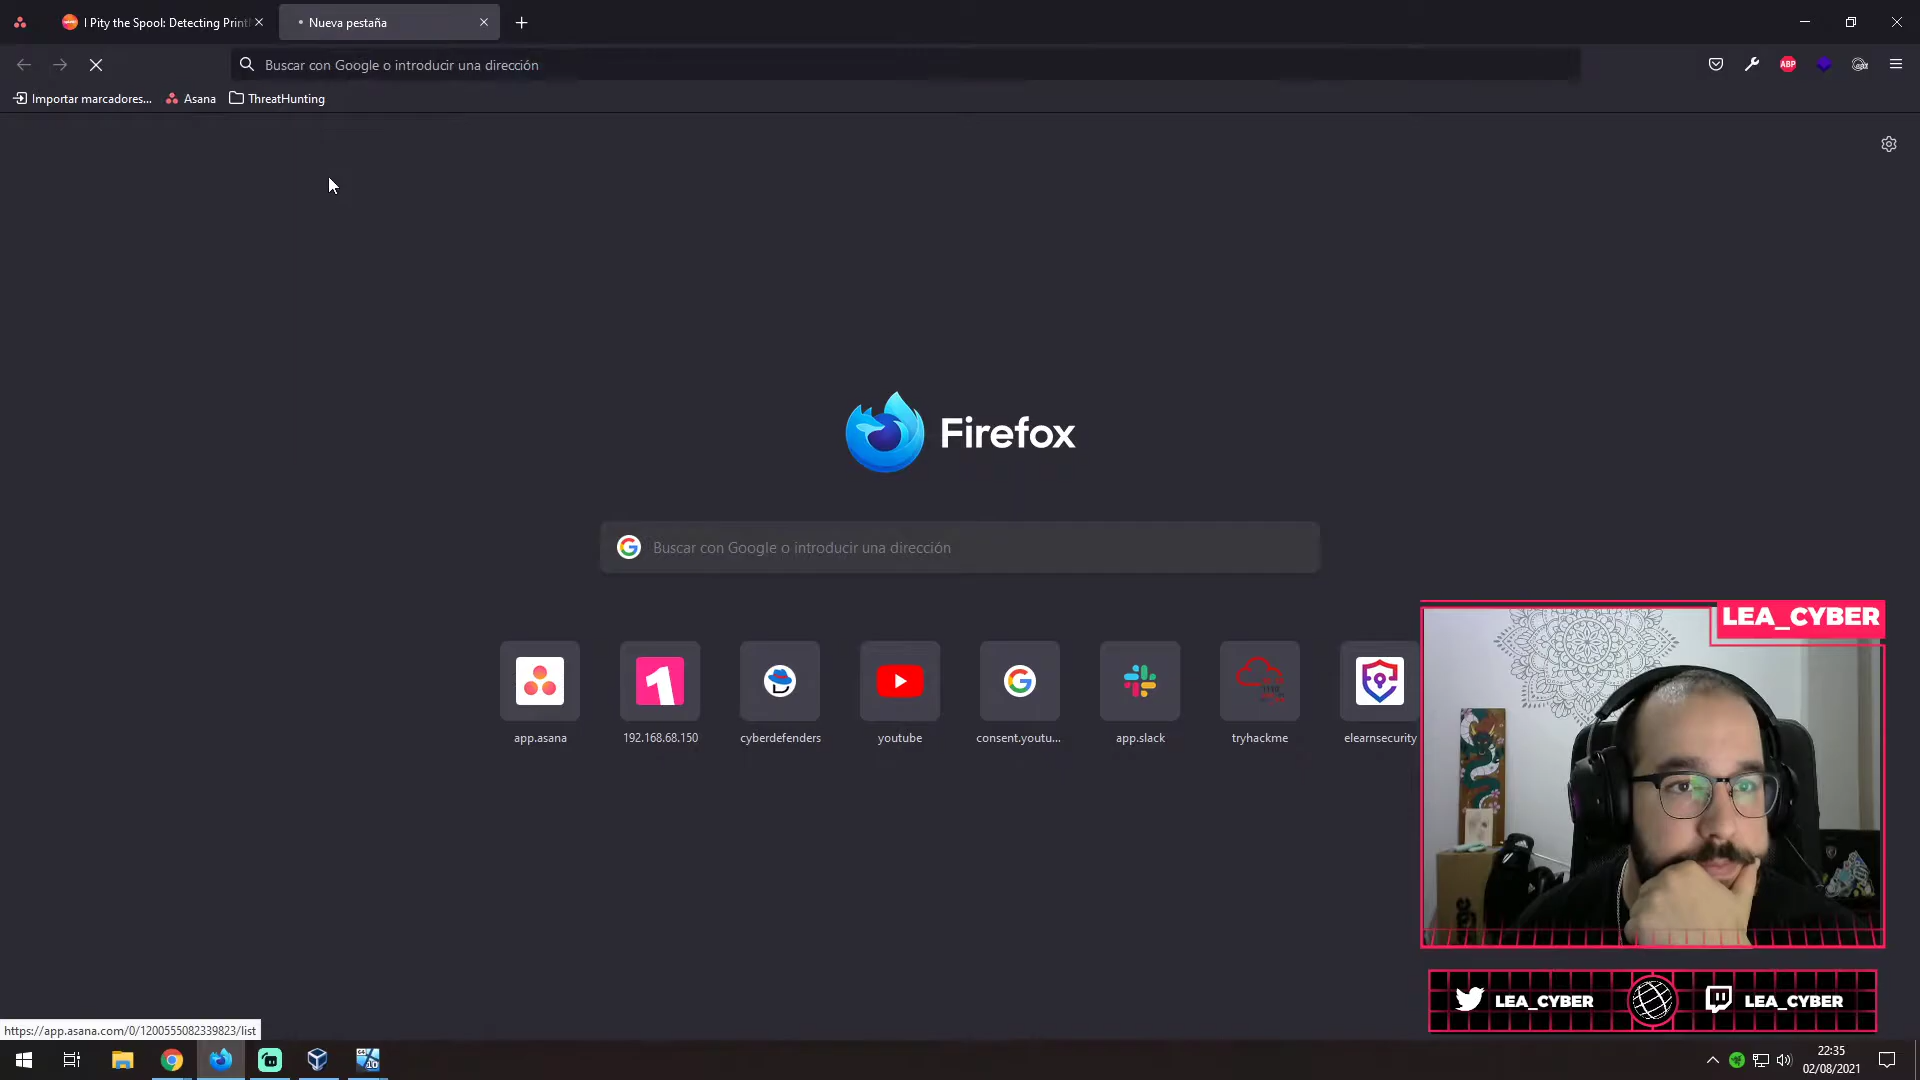 I Pity the Spool: Detecting Print
Nueva pestaña
Buscar con Google o introducir una dirección
ABP
Importar marcadores...
Asana
ThreatHunting
Firefox
Buscar con Google o introducir una dirección
app.asana
192.168.68.150
cyberdefenders
youtube
consent.youtu...
app.slack
tryhackme
elearnsecurity
LEA_CYBER
LEA_CYBER
LEA_CYBER
https://app.asana.com/0/1200555082339823/list
22:35
02/08/2021